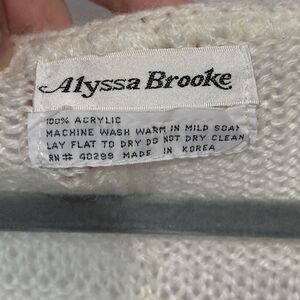 Alyssa Brooke
100% ACRYLIC
MACHINE WASH WARM IN MILD SOAP
LAY FLAT TO DRY DO NOT DRY CLEAN
RN# 40299 MADE IN KOREA